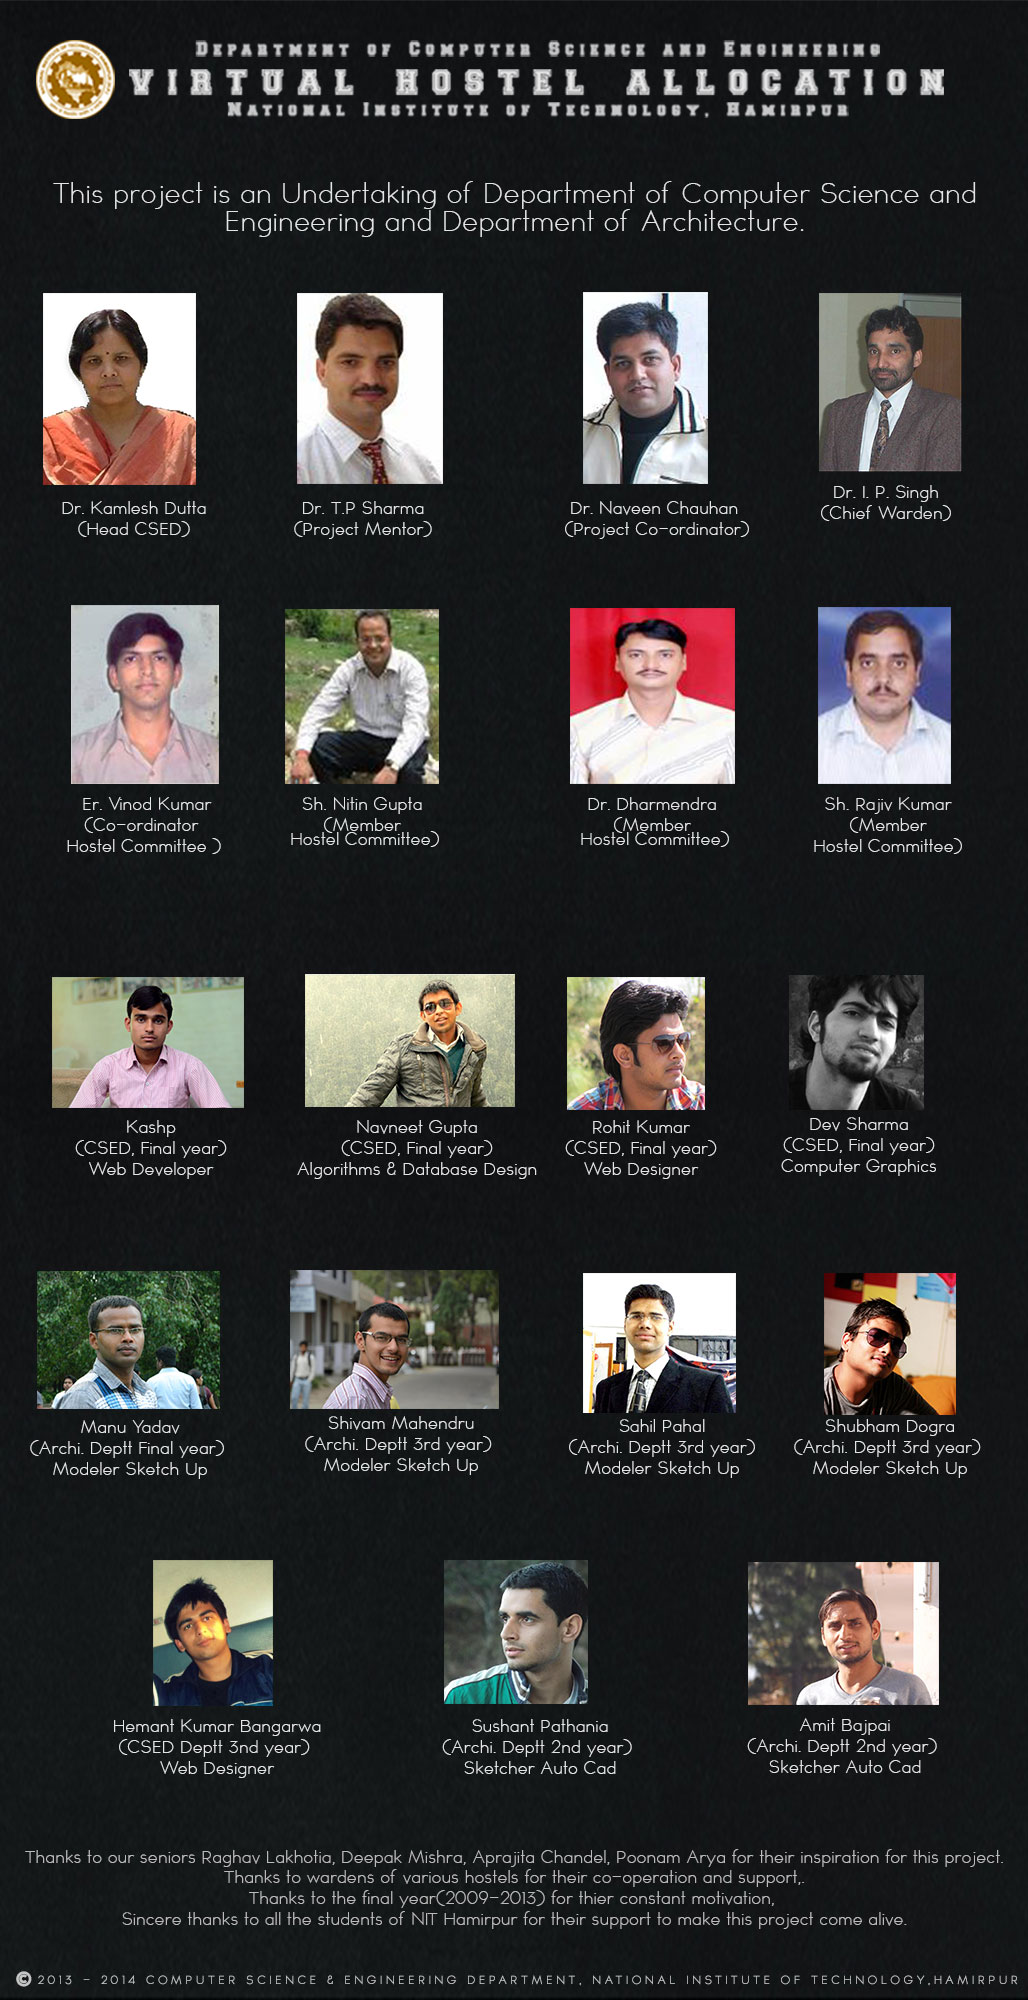 DEPARTMENT OF COMPUTER SCIENCE AND ENGINEERING
VIRTUAL HOSTEL ALLOCATION
NATIONAL INSTITUTE OF TECHNOLOGY, HAMIRPUR
This project is an Undertaking of Department of Computer Science and
Engineering and Department of Architecture.
Dr. Kamlesh Dutta
(Head CSED)
Dr. T.P Sharma
(Project Mentor)
Dr. Naveen Chauhan
(Project Co-ordinator)
Dr. I. P. Singh
(Chief Warden)
Er. Vinod Kumar
(Co-ordinator
Hostel Committee )
Sh. Nitin Gupta
(Member
Hostel Committee)
Dr. Dharmendra
(Member
Hostel Committee)
Sh. Rajiv Kumar
(Member
Hostel Committee)
Kashp
(CSED, Final year)
Web Developer
Navneet Gupta
(CSED, Final year)
Algorithms & Database Design
Rohit Kumar
(CSED, Final year)
Web Designer
Dev Sharma
(CSED, Final year)
Computer Graphics
Manu Yadav
(Archi. Deptt Final year)
Modeler Sketch Up
Shivam Mahendru
(Archi. Deptt 3rd year)
Modeler Sketch Up
Sahil Pahal
(Archi. Deptt 3rd year)
Modeler Sketch Up
Shubham Dogra
(Archi. Deptt 3rd year)
Modeler Sketch Up
Hemant Kumar Bangarwa
(CSED Deptt 3nd year)
Web Designer
Sushant Pathania
(Archi. Deptt 2nd year)
Sketcher Auto Cad
Amit Bajpai
(Archi. Deptt 2nd year)
Sketcher Auto Cad
Thanks to our seniors Raghav Lakhotia, Deepak Mishra, Aprajita Chandel, Poonam Arya for their inspiration for this project.
Thanks to wardens of various hostels for their co-operation and support,.
Thanks to the final year(2009-2013) for thier constant motivation,
Sincere thanks to all the students of NIT Hamirpur for their support to make this project come alive.
© 2013 - 2014 COMPUTER SCIENCE & ENGINEERING DEPARTMENT, NATIONAL INSTITUTE OF TECHNOLOGY,HAMIRPUR